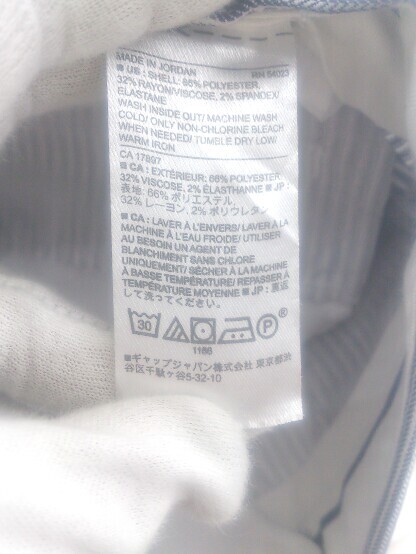 MADE IN JORDAN RN 54023
■ US: SHELL: 66% POLYESTER,
32% RAYON/VISCOSE, 2% SPANDEX/
ELASTANE
WASH INSIDE OUT/ MACHINE WASH
COLD/ ONLY NON-CHLORINE BLEACH
WHEN NEEDED/ TUMBLE DRY LOW/
WARM IRON
CA 17897
■ CA: EXTÉRIEUR: 66% POLYESTER,
32% VISCOSE, 2% ÉLASTHANNE ■ JP:
表地: 66% ポリエステル,
32% レーヨン, 2% ポリウレタン
■ CA: LAVER À L'ENVERS/ LAVER À LA
MACHINE À L'EAU FROIDE/ UTILISER
AU BESOIN UN AGENT DE
BLANCHIMENT SANS CHLORE
UNIQUEMENT/ SÉCHER À LA MACHINE
À BASSE TEMPÉRATURE/ REPASSER À
TEMPÉRATURE MOYENNE ■ JP: 裏返
して洗ってください。
30 P ®
1166
■ギャップジャパン株式会社 東京都渋
谷区千駄ヶ谷5-32-10